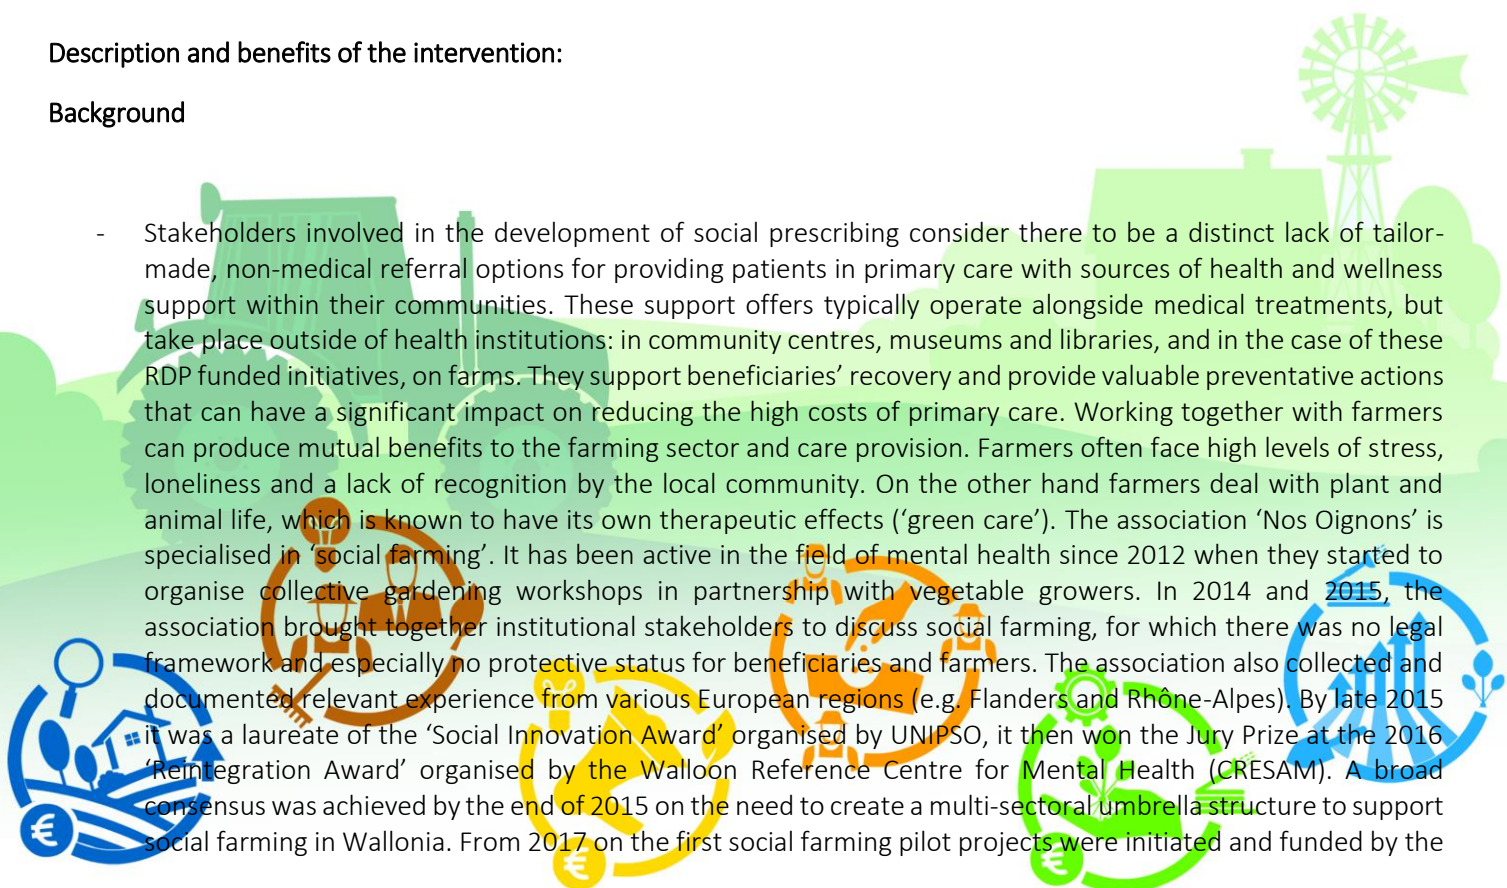 Description and benefits of the intervention:
Background
- Stakeholders involved in the development of social prescribing consider there to be a distinct lack of tailor-
made, non-medical referral options for providing patients in primary care with sources of health and wellness
support within their communities. These support offers typically operate alongside medical treatments, but
take place outside of health institutions: in community centres, museums and libraries, and in the case of these
RDP funded initiatives, on farms. They support beneficiaries’ recovery and provide valuable preventative actions
that can have a significant impact on reducing the high costs of primary care. Working together with farmers
can produce mutual benefits to the farming sector and care provision. Farmers often face high levels of stress,
loneliness and a lack of recognition by the local community. On the other hand farmers deal with plant and
animal life, which is known to have its own therapeutic effects (‘green care’). The association ‘Nos Oignons’ is
specialised in ‘social farming’. It has been active in the field of mental health since 2012 when they started to
organise collective gardening workshops in partnership with vegetable growers. In 2014 and 2015, the
association brought together institutional stakeholders to discuss social farming, for which there was no legal
framework and especially no protective status for beneficiaries and farmers. The association also collected and
documented relevant experience from various European regions (e.g. Flanders and Rhône-Alpes). By late 2015
it was a laureate of the ‘Social Innovation Award’ organised by UNIPSO, it then won the Jury Prize at the 2016
‘Reintegration Award’ organised by the Walloon Reference Centre for Mental Health (CRESAM). A broad
consensus was achieved by the end of 2015 on the need to create a multi-sectoral umbrella structure to support
social farming in Wallonia. From 2017 on the first social farming pilot projects were initiated and funded by the